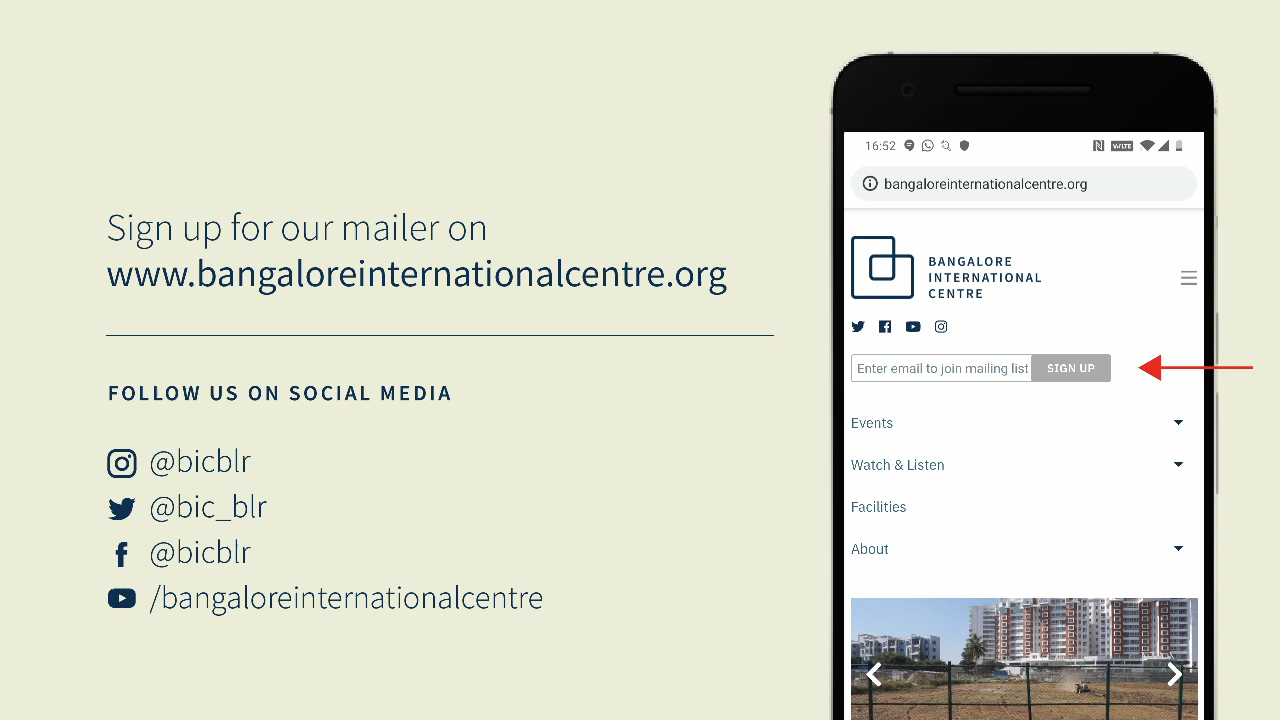 Sign up for our mailer on
www.bangaloreinternationalcentre.org
FOLLOW US ON SOCIAL MEDIA
@bicblr
@bic_blr
@bicblr
/bangaloreinternationalcentre
16:52
VoLTE
bangaloreinternationalcentre.org
BANGALORE
INTERNATIONAL
CENTRE
Enter email to join mailing list
SIGN UP
Events
Watch & Listen
Facilities
About